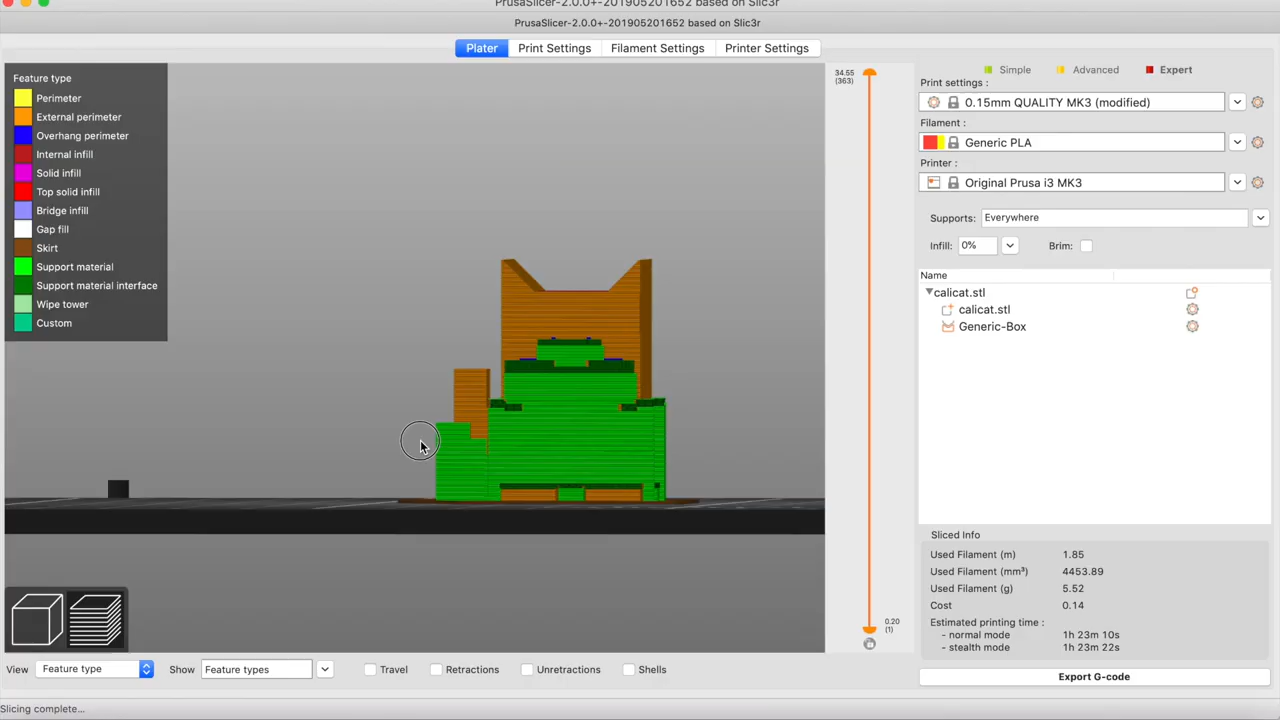 PrusaSlicer-2.0.0+-201905201652 based on Slic3r
PrusaSlicer-2.0.0+-201905201652 based on Slic3r
Plater
Print Settings
Filament Settings
Printer Settings
Feature type
Perimeter
External perimeter
Overhang perimeter
Internal infill
Solid infill
Top solid infill
Bridge infill
Gap fill
Skirt
Support material
Support material interface
Wipe tower
Custom
34.55
(363)
0.20
(1)
Simple
Advanced
Expert
Print settings :
0.15mm QUALITY MK3 (modified)
Filament :
Generic PLA
Printer :
Original Prusa i3 MK3
Supports: Everywhere
Infill: 0%
Brim:
Name
calicat.stl
calicat.stl
Generic-Box
Sliced Info
Used Filament (m) 1.85
Used Filament (mm³) 4453.89
Used Filament (g) 5.52
Cost 0.14
Estimated printing time :
- normal mode 1h 23m 10s
- stealth mode 1h 23m 22s
Export G-code
View Feature type
Show Feature types
Travel
Retractions
Unretractions
Shells
Slicing complete...